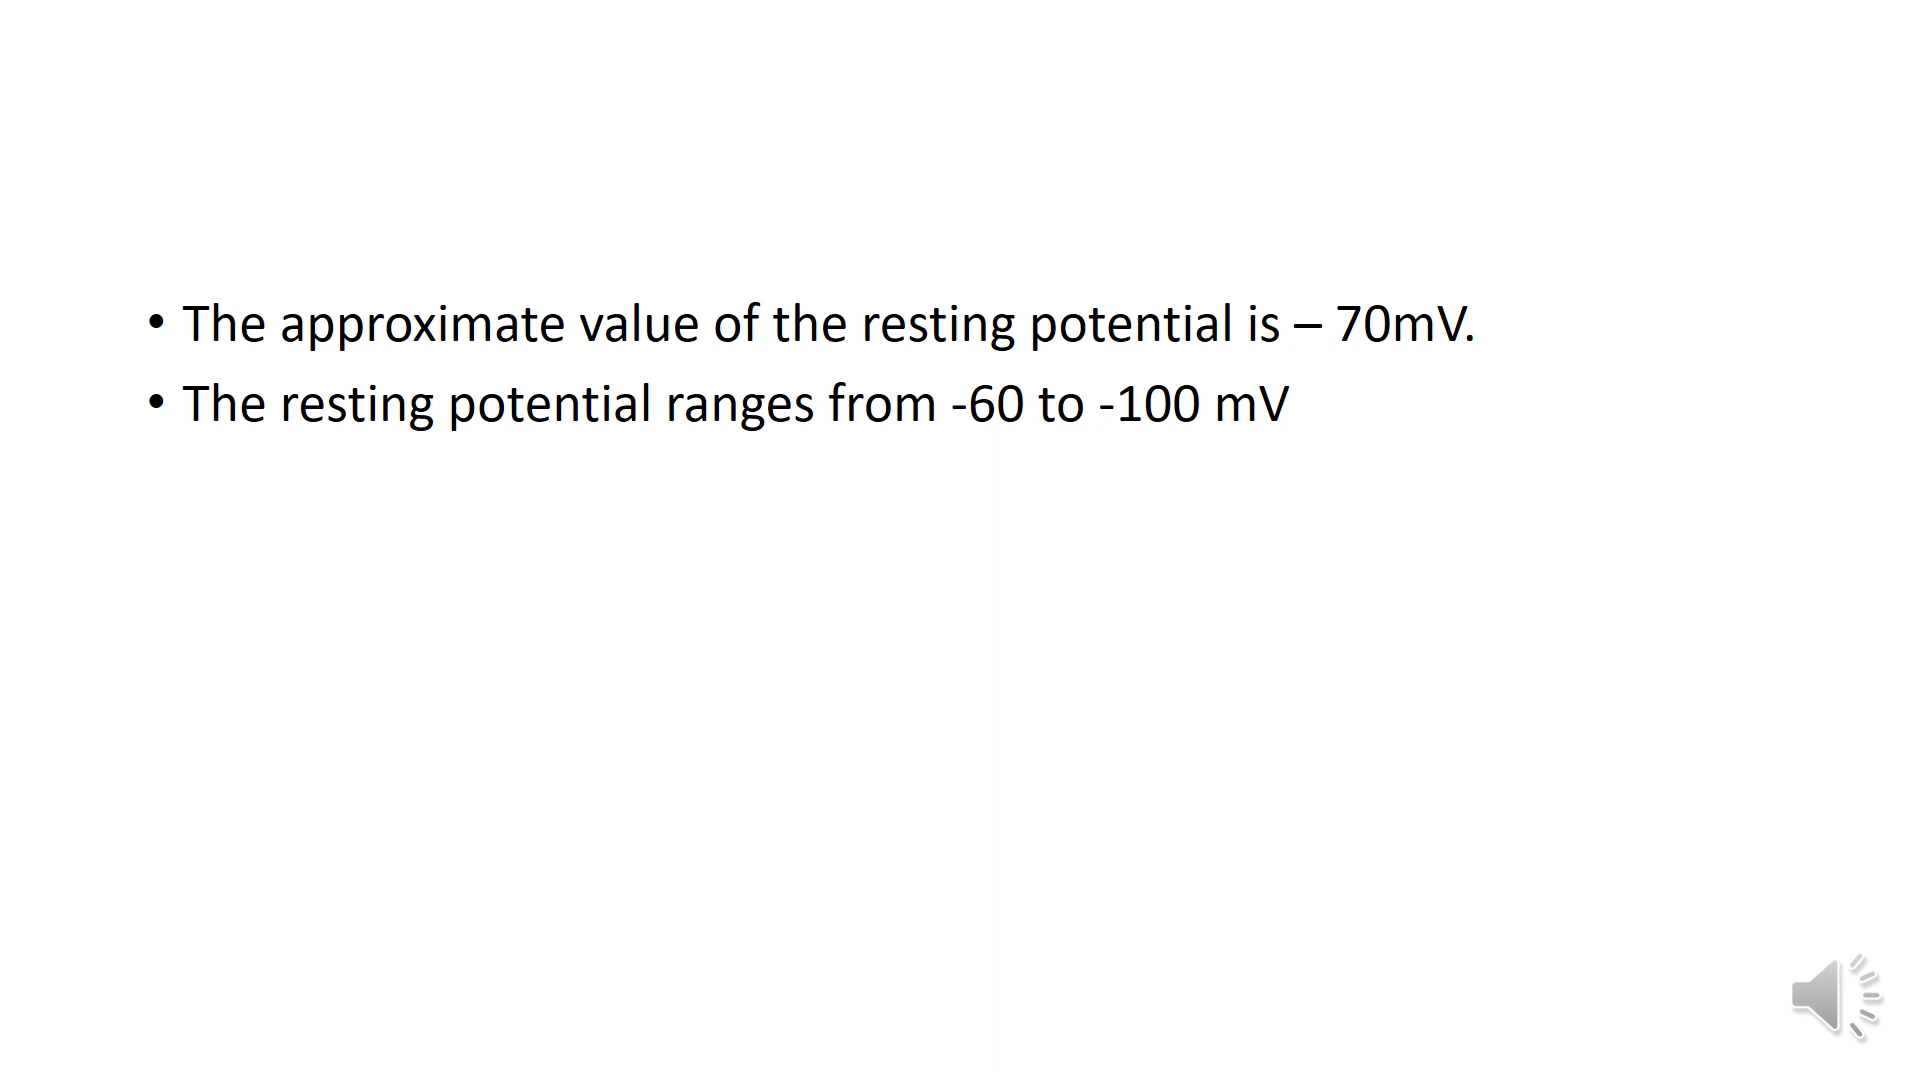 • The approximate value of the resting potential is – 70mV.
• The resting potential ranges from -60 to -100 mV